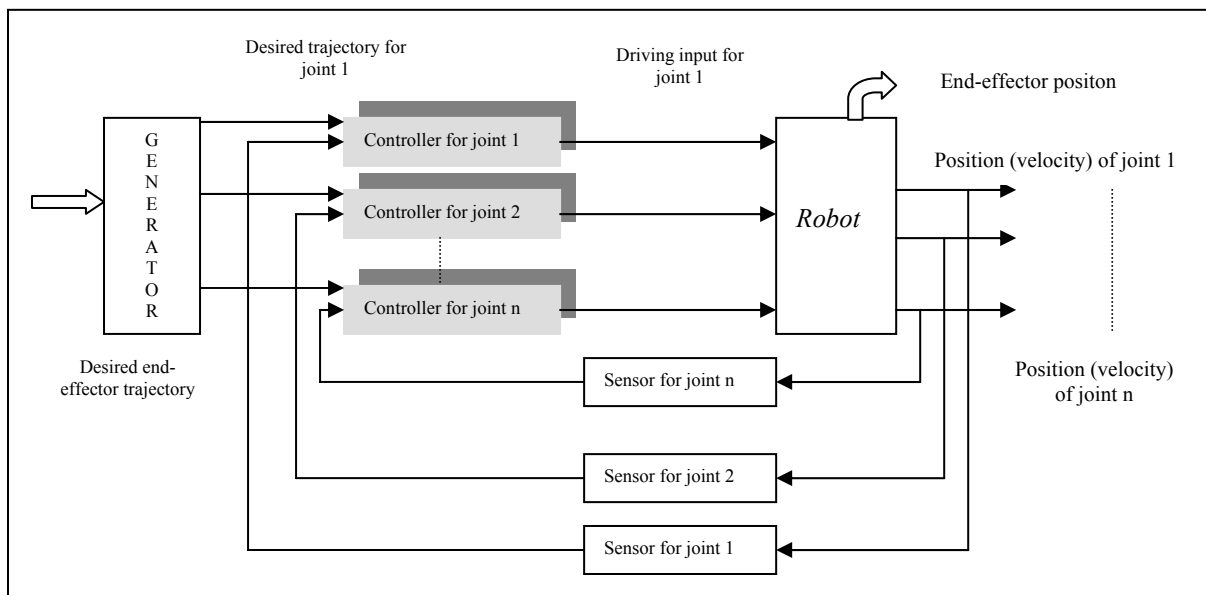 Desired trajectory for
joint 1
Driving input for
joint 1
End-effector positon
G
E
N
E
R
A
T
O
R
Controller for joint 1
Position (velocity) of joint 1
Controller for joint 2
Robot
Controller for joint n
Desired end-
effector trajectory
Sensor for joint n
Position (velocity)
of joint n
Sensor for joint 2
Sensor for joint 1